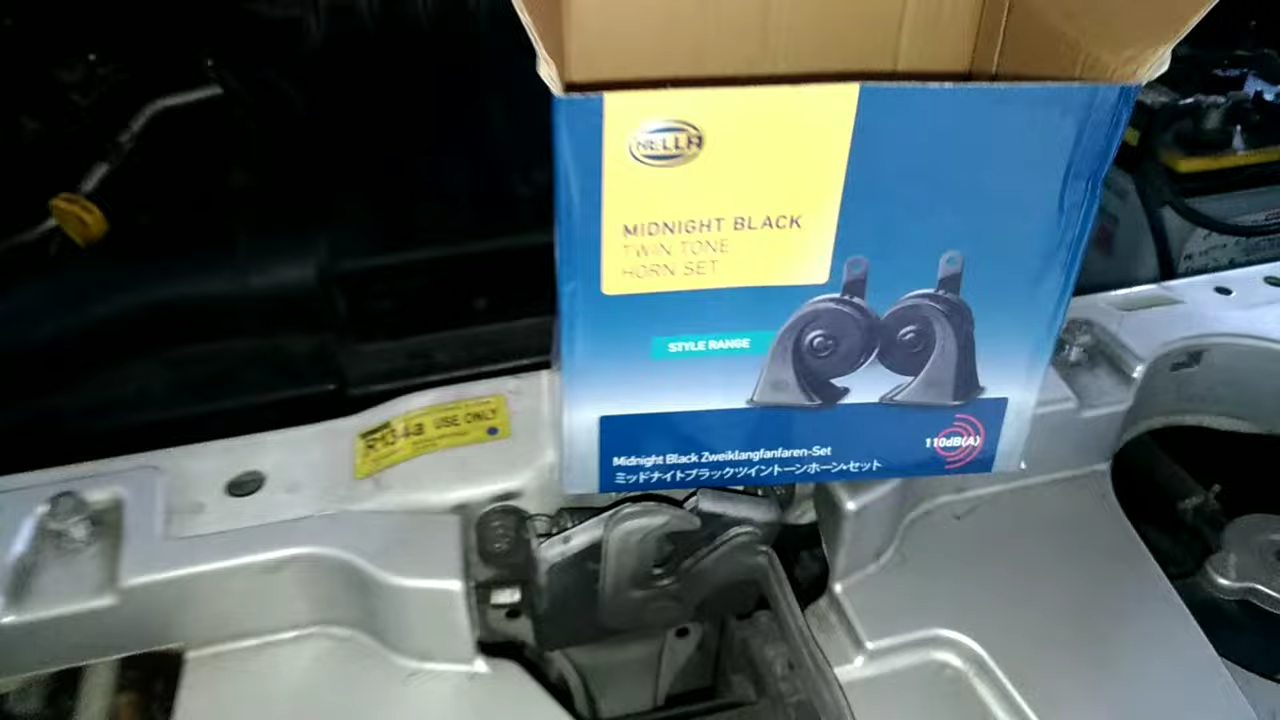 HELLA
MIDNIGHT BLACK
TWIN TONE
HORN SET
STYLE RANGE
110dB(A)
Midnight Black Zweiklangfanfaren-Set
ミッドナイトブラックツイントーンホーン・セット
R134a USE ONLY